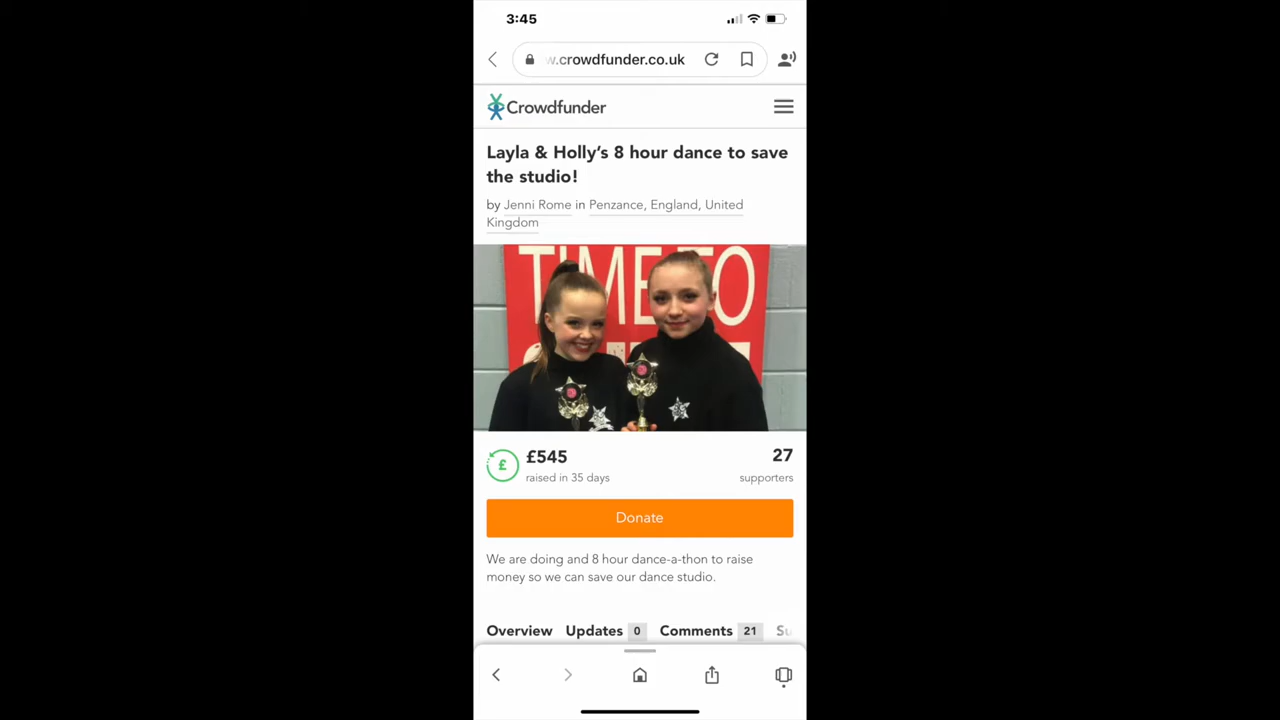 3:45
w.crowdfunder.co.uk
Crowdfunder
Layla & Holly's 8 hour dance to save
the studio!
by Jenni Rome in Penzance, England, United
Kingdom
TIME TO
£ £545 27
raised in 35 days supporters
Donate
We are doing and 8 hour dance-a-thon to raise
money so we can save our dance studio.
Overview Updates 0 Comments 21 Su